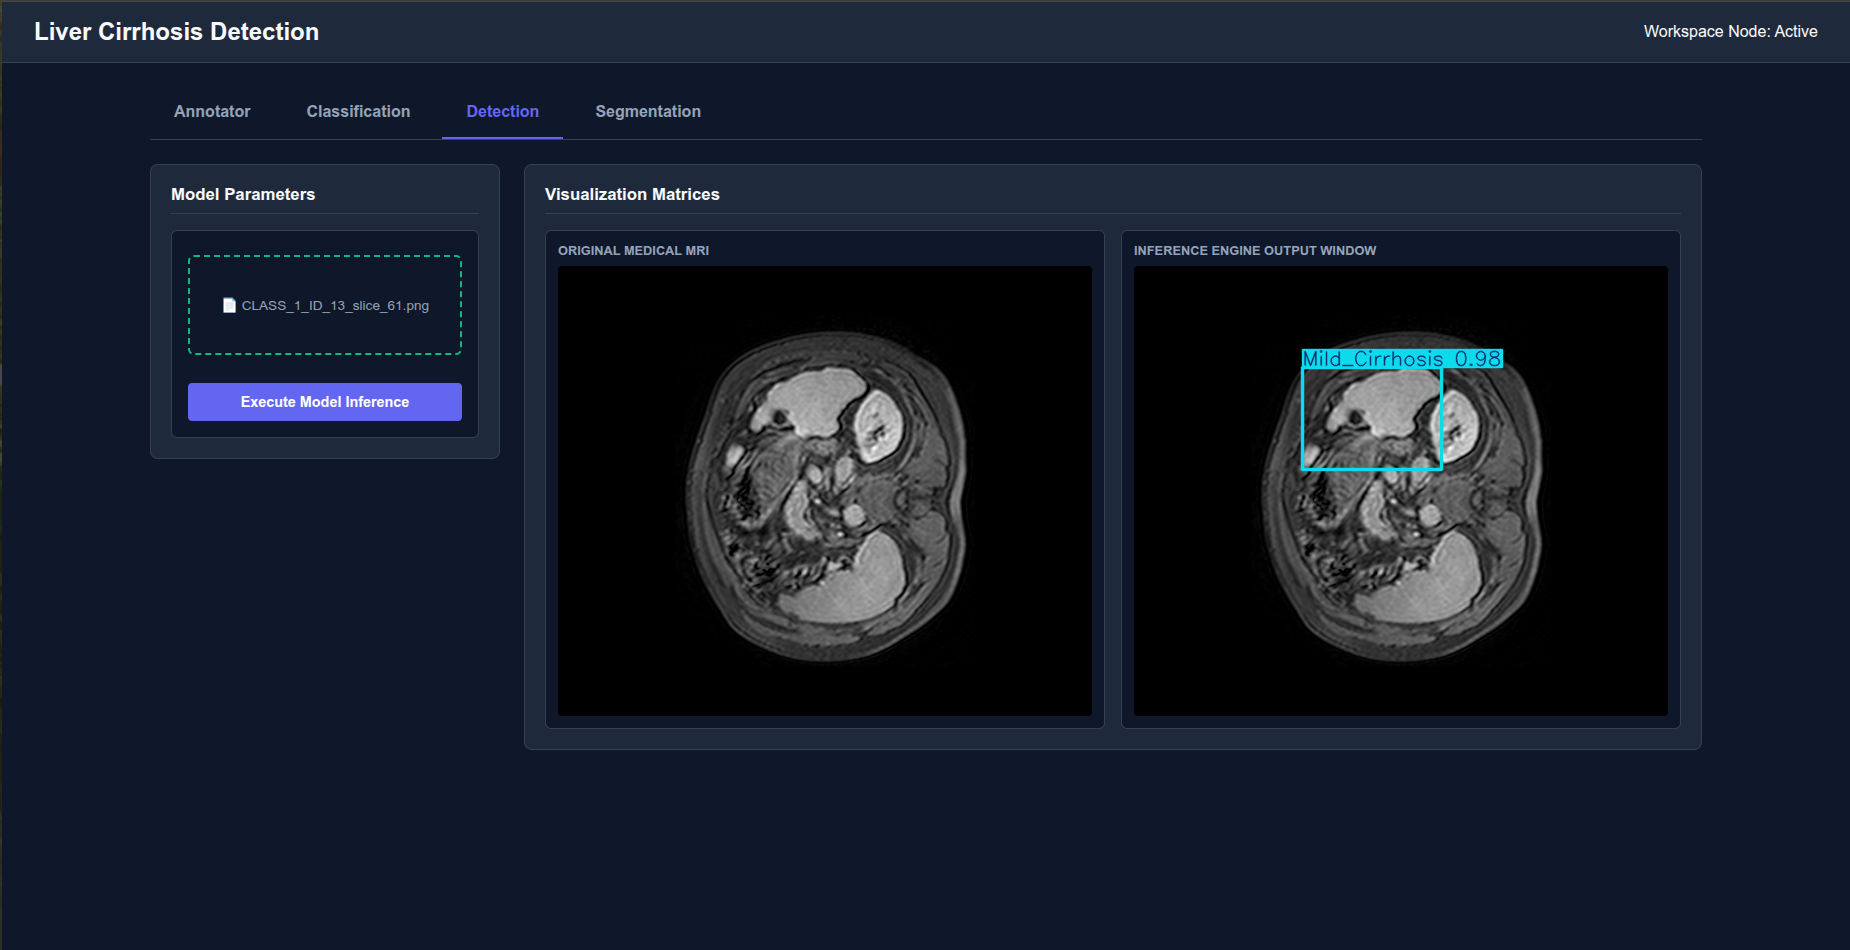 Liver Cirrhosis Detection
Workspace Node: Active
Annotator
Classification
Detection
Segmentation
Model Parameters
CLASS_1_ID_13_slice_61.png
Execute Model Inference
Visualization Matrices
ORIGINAL MEDICAL MRI
INFERENCE ENGINE OUTPUT WINDOW
Mild_Cirrhosis 0.98